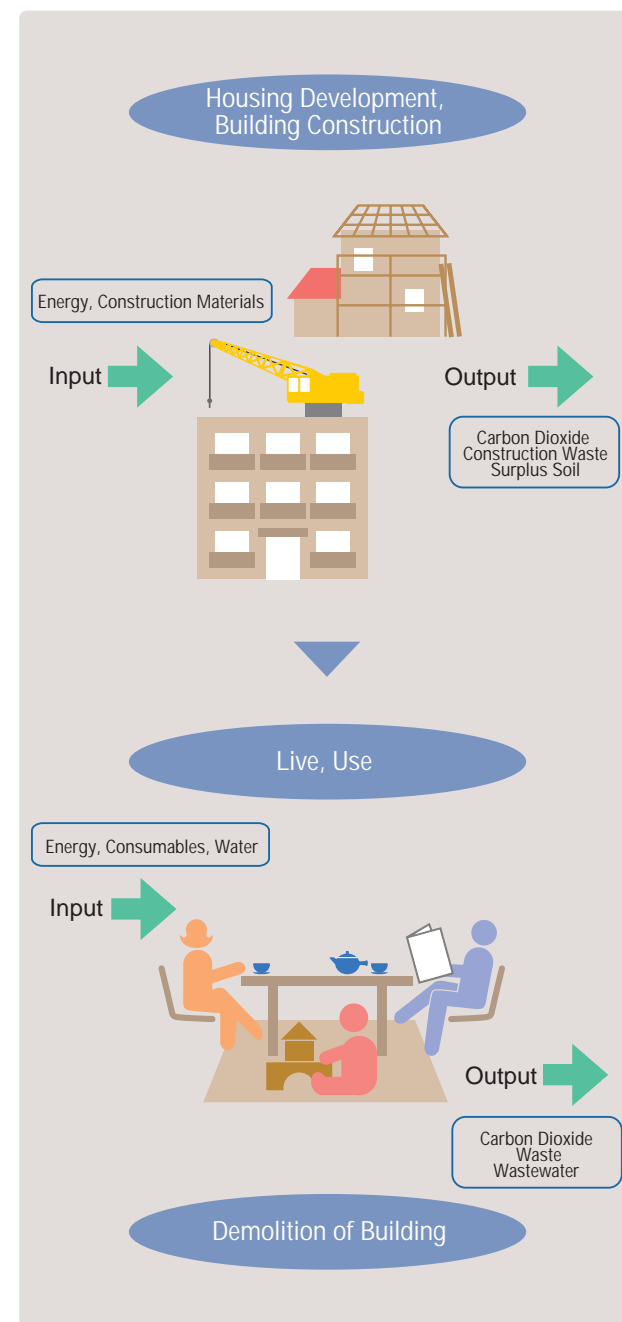 Housing Development,
Building Construction
Energy, Construction Materials
Input
Output
Carbon Dioxide
Construction Waste
Surplus Soil
Live, Use
Energy, Consumables, Water
Input
Output
Carbon Dioxide
Waste
Wastewater
Demolition of Building